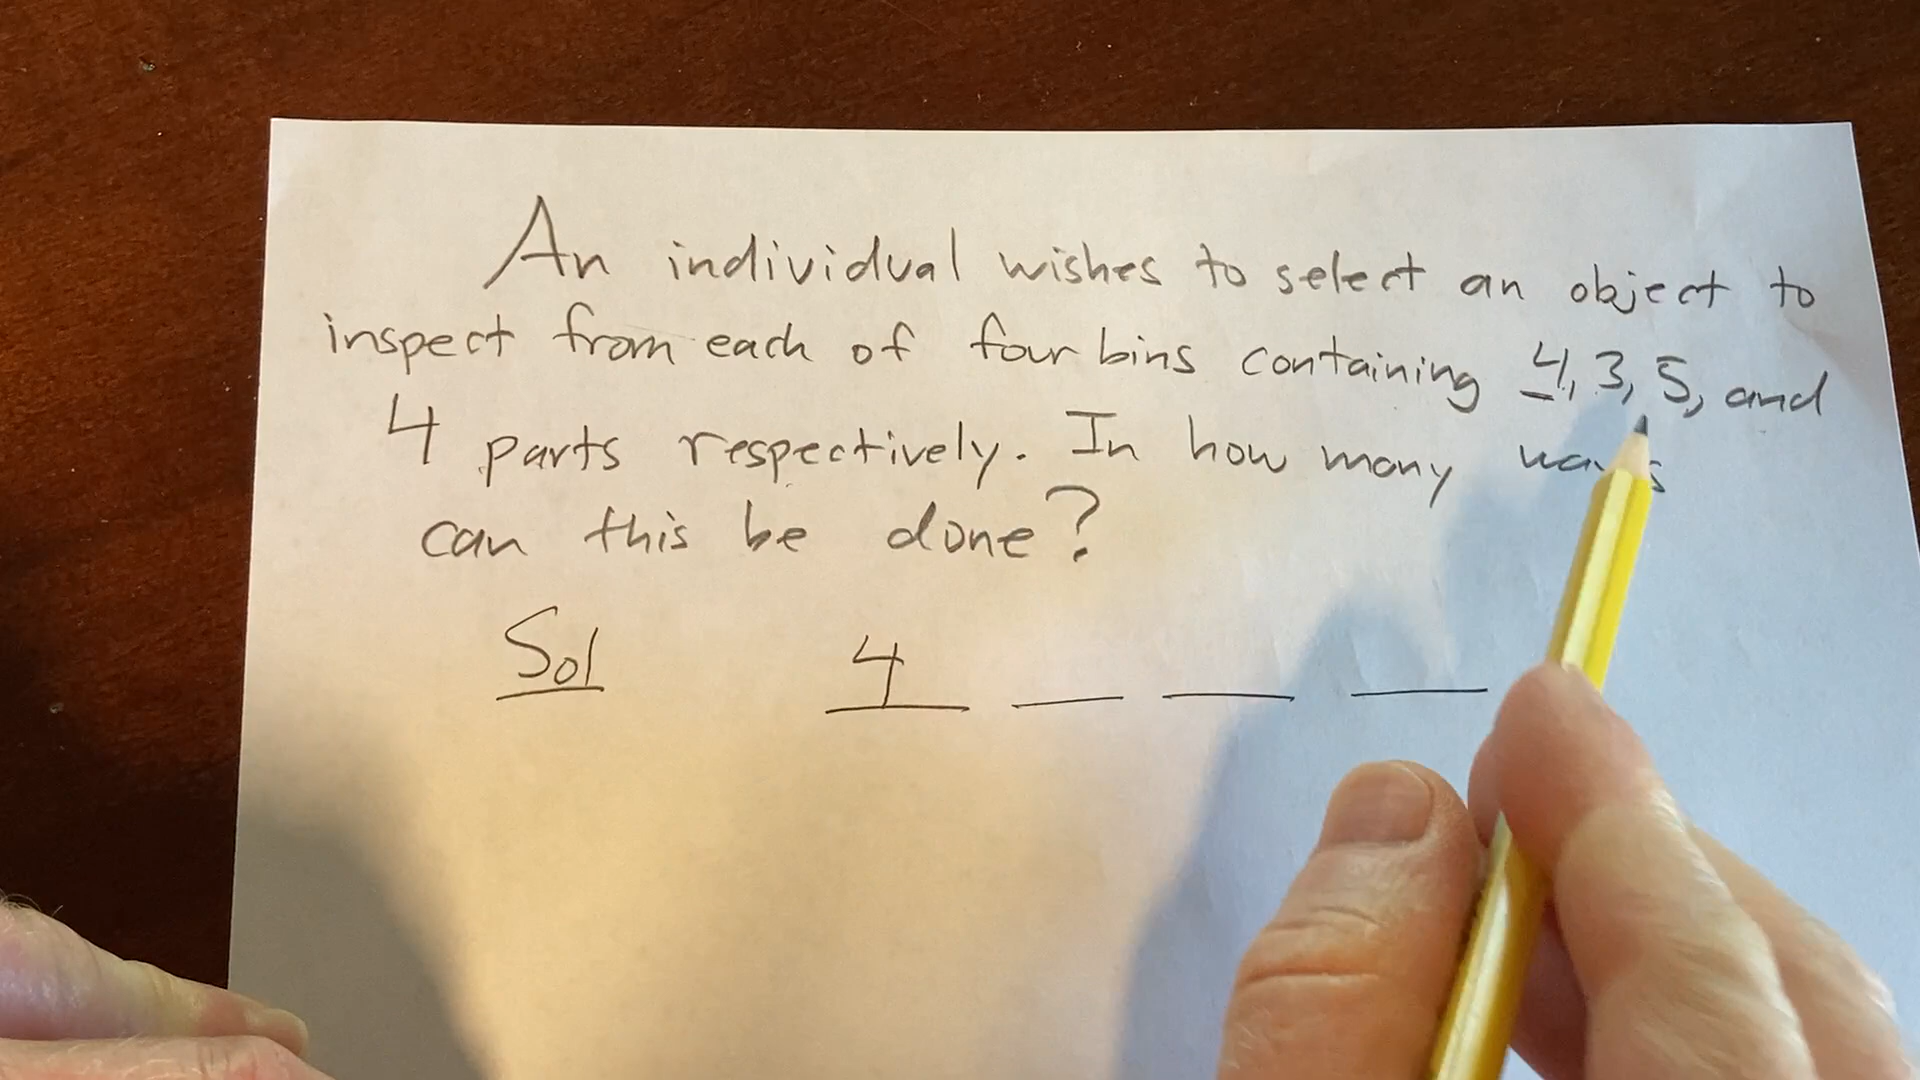 An individual wishes to select an object to
inspect from each of four bins containing 4, 3, 5, and
4 parts respectively. In how many
can this be done?
Sol 4